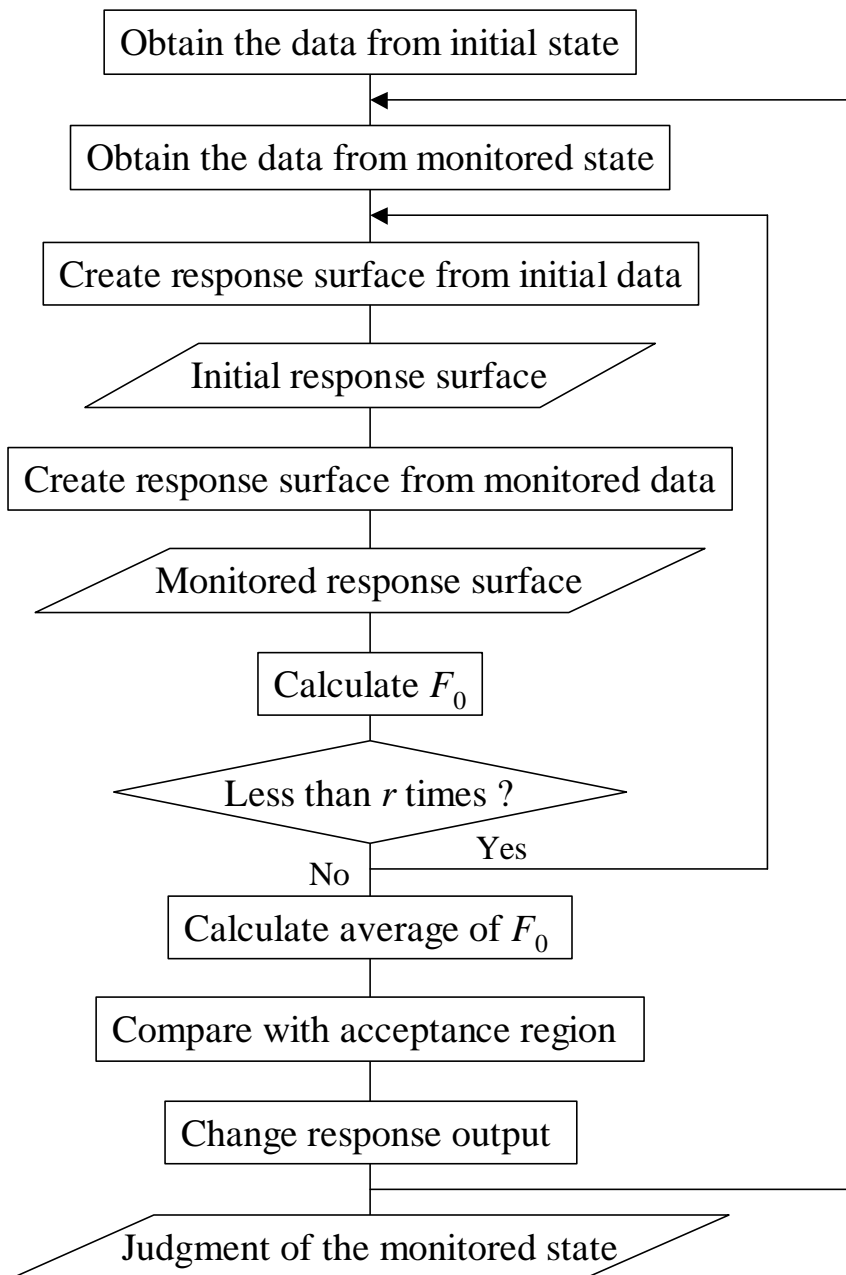 Obtain the data from initial state
Obtain the data from monitored state
Create response surface from initial data
Initial response surface
Create response surface from monitored data
Monitored response surface
Calculate F0
Less than r times ?
Yes
No
Calculate average of F0
Compare with acceptance region
Change response output
Judgment of the monitored state